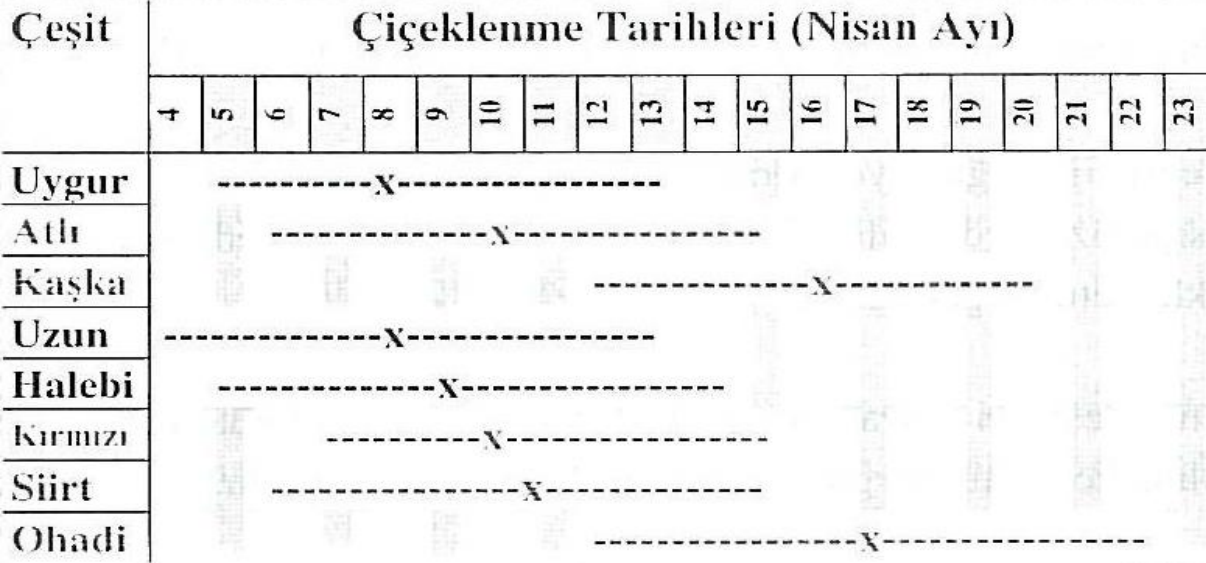 Çeşit Çiçeklenme Tarihleri (Nisan Ayı)
4 5 6 7 8 9 10 11 12 13 14 15 16 17 18 19 20 21 22 23
Uygur ----------X----------------
Atlı -------------X---------------
Kaşka -------------X------------
Uzun -------------X---------------
Halebi -------------X----------------
Kırmızı ----------X----------------
Siirt ---------------X-------------
Ohadi ----------------X----------------